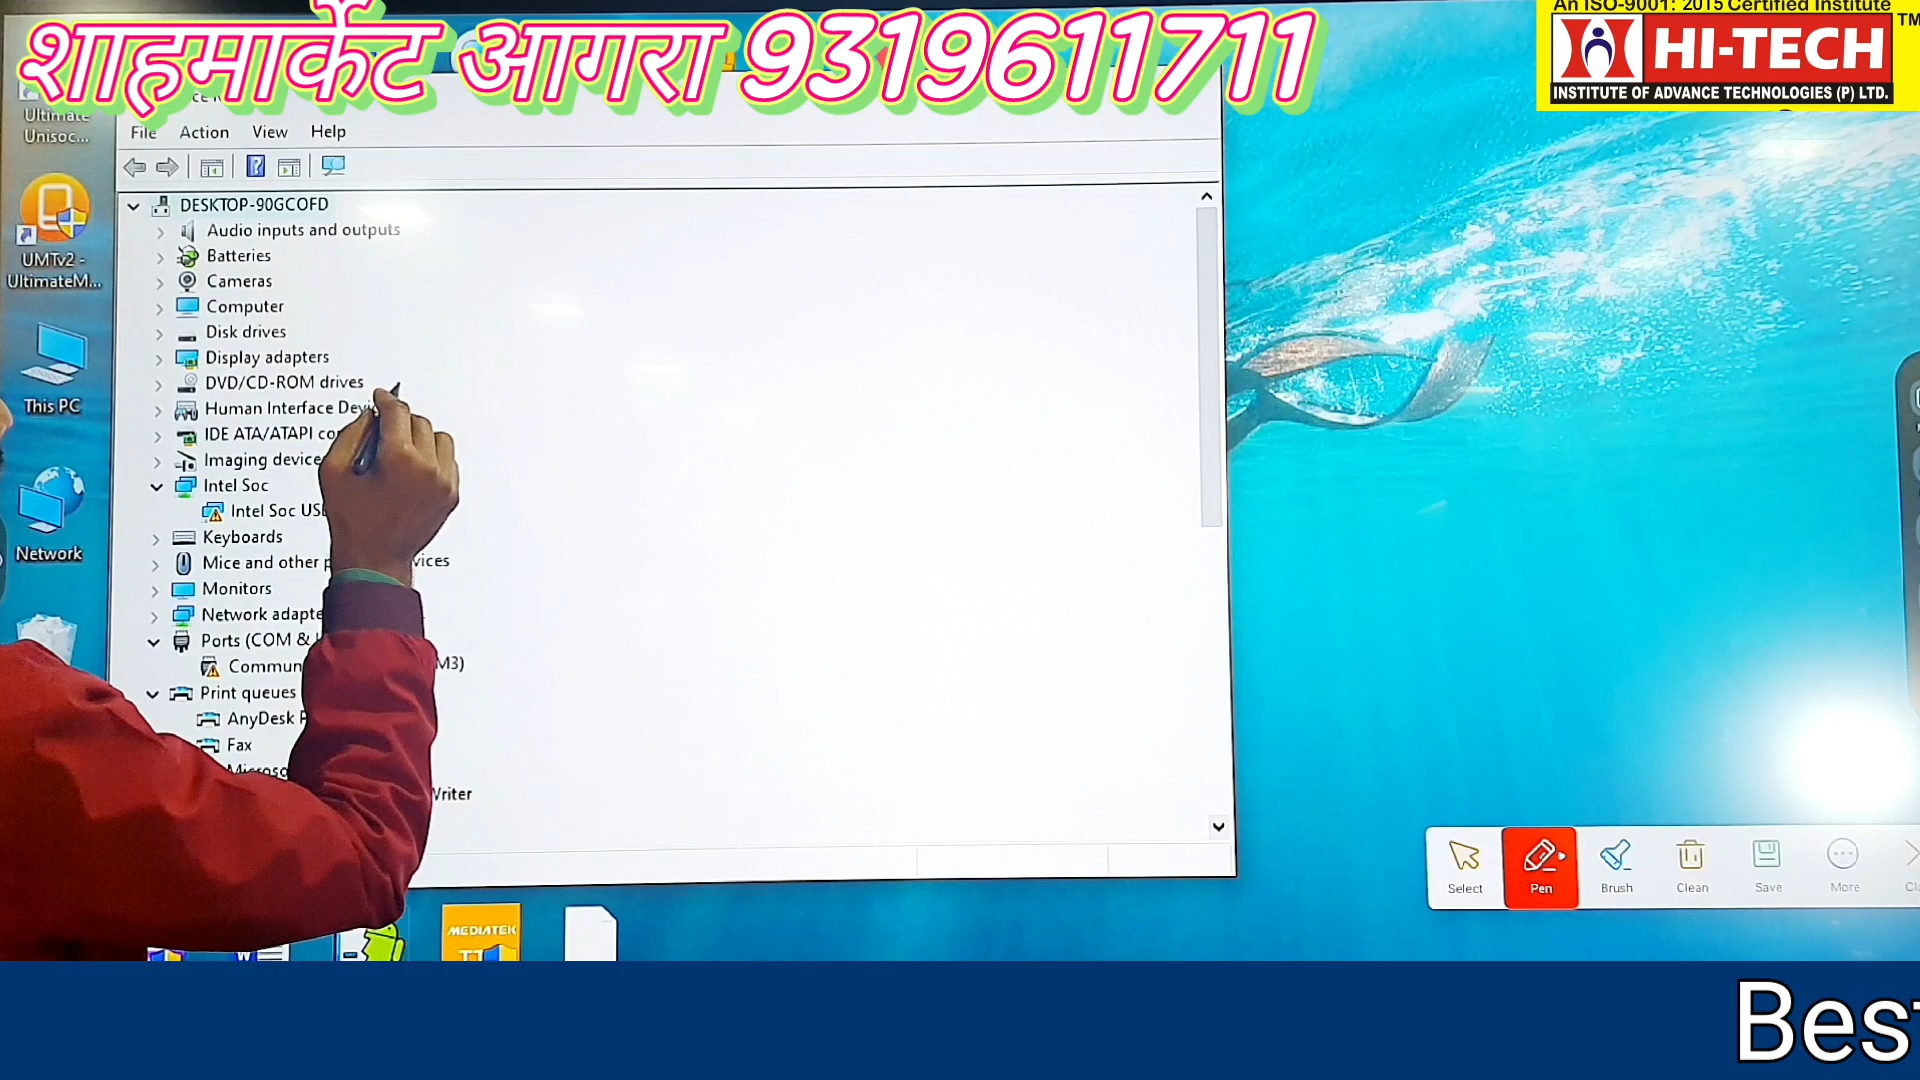 शाहमार्केट आगरा 9319611711
An ISO-9001: 2015 Certified Institute
TM
HI-TECH
INSTITUTE OF ADVANCE TECHNOLOGIES (P) LTD.
Ultimate
Unisoc...
UMTv2 -
UltimateM...
This PC
Network
File Action View Help
DESKTOP-90GCOFD
Audio inputs and outputs
Batteries
Cameras
Computer
Disk drives
Display adapters
DVD/CD-ROM drives
Human Interface Devi
IDE ATA/ATAPI co
Imaging device
Intel Soc
Intel Soc US
Keyboards
Mice and other p vices
Monitors
Network adapte
Ports (COM &
Commun M3)
Print queues
AnyDesk P
Fax
Microso
Writer
Select
Pen
Brush
Clean
Save
More
MEDIATEK
Bes